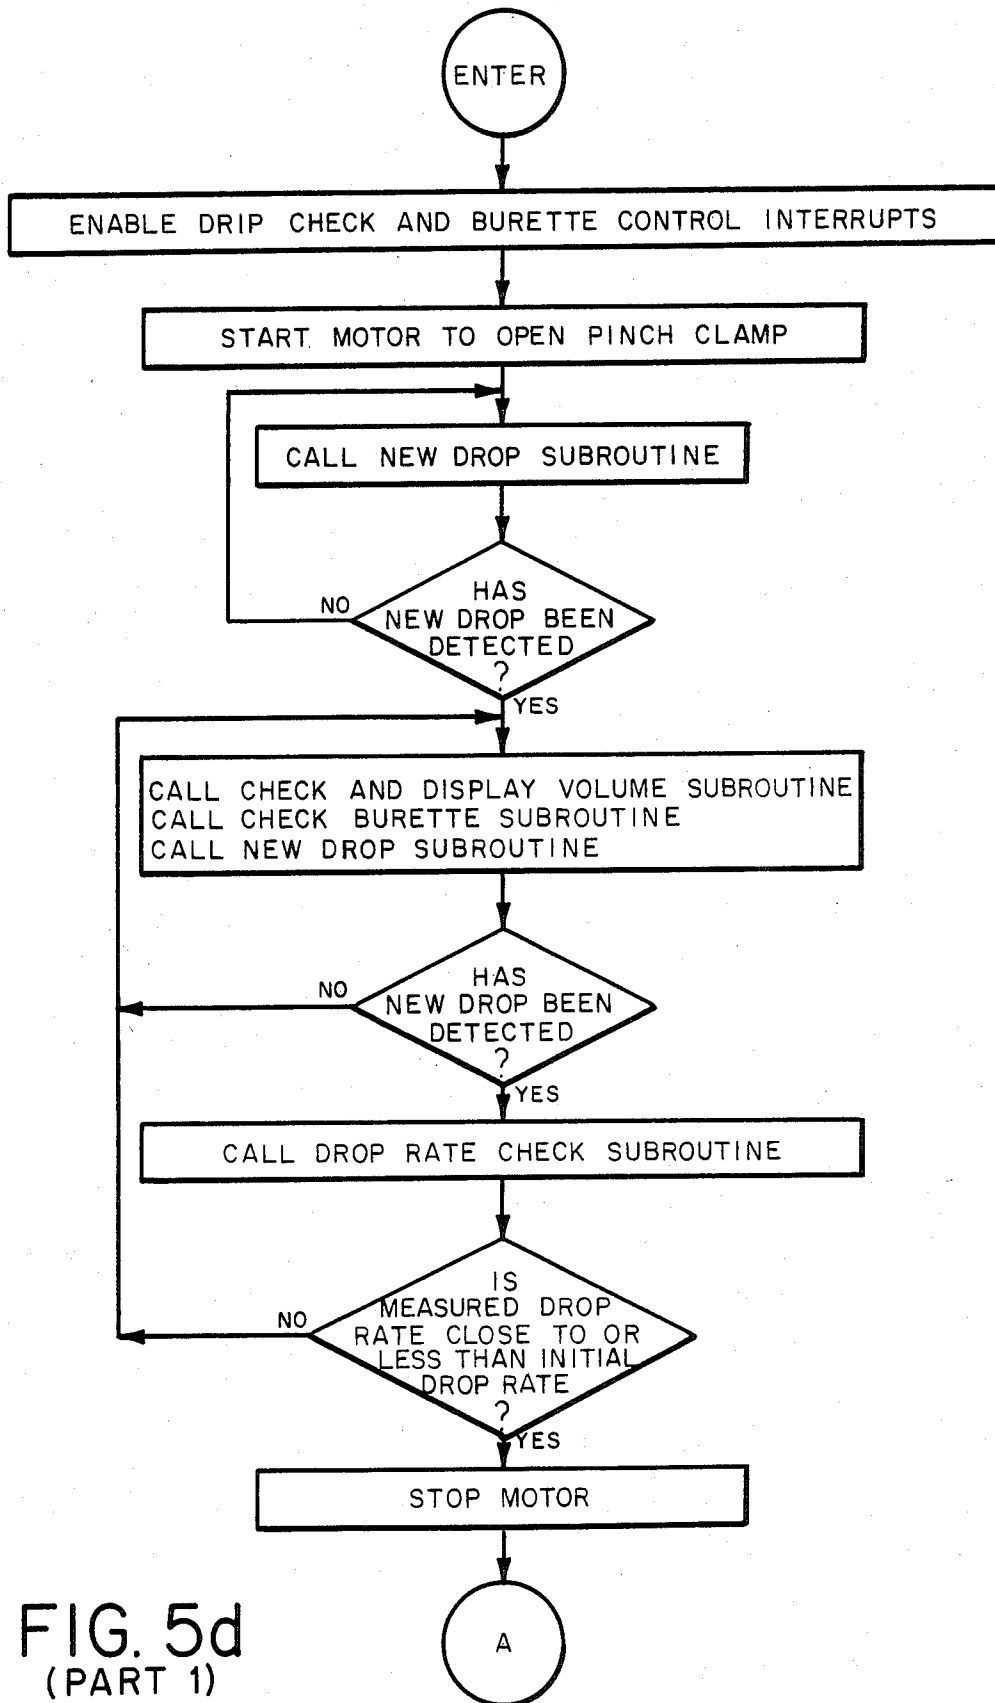 ENTER
ENABLE DRIP CHECK AND BURETTE CONTROL INTERRUPTS
START MOTOR TO OPEN PINCH CLAMP
CALL NEW DROP SUBROUTINE
HAS
NEW DROP BEEN
DETECTED
?
NO
YES
CALL CHECK AND DISPLAY VOLUME SUBROUTINE
CALL CHECK BURETTE SUBROUTINE
CALL NEW DROP SUBROUTINE
HAS
NEW DROP BEEN
DETECTED
?
NO
YES
CALL DROP RATE CHECK SUBROUTINE
IS
MEASURED DROP
RATE CLOSE TO OR
LESS THAN INITIAL
DROP RATE
?
NO
YES
STOP MOTOR
A
FIG. 5d
(PART 1)